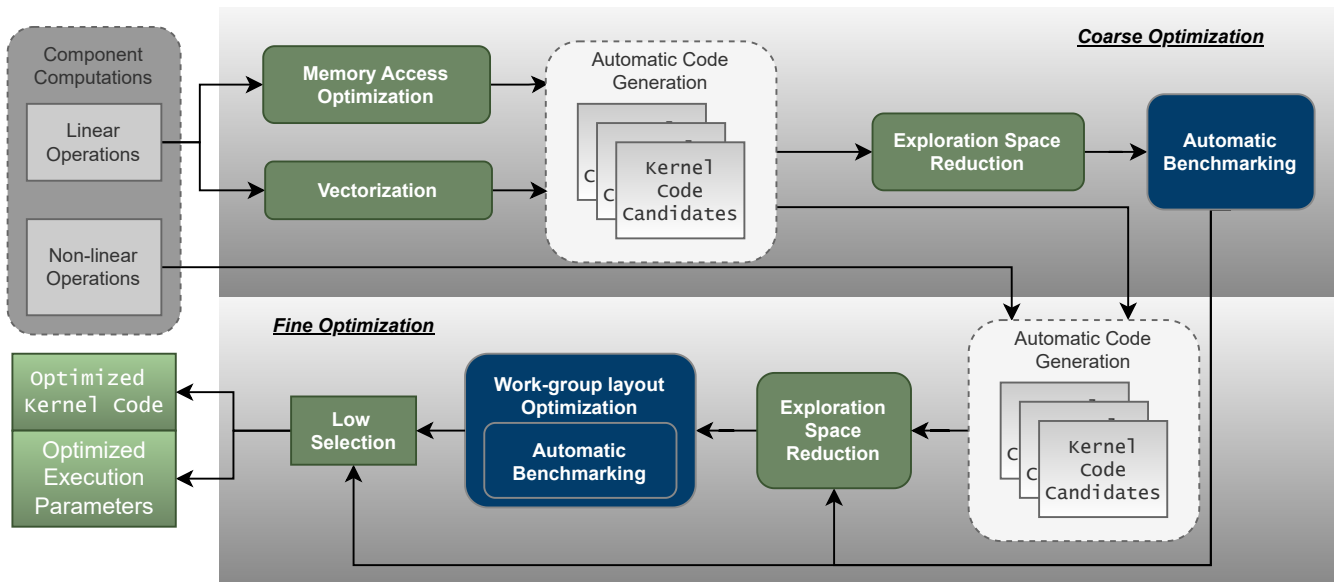 Component
Computations
Linear
Operations
Non-linear
Operations
Coarse Optimization
Memory Access
Optimization
Vectorization
Automatic Code
Generation
C
C
Kernel
Code
Candidates
Exploration Space
Reduction
Automatic
Benchmarking
Fine Optimization
Automatic Code
Generation
C
C
Kernel
Code
Candidates
Exploration
Space
Reduction
Work-group layout
Optimization
Automatic
Benchmarking
Low
Selection
Optimized
Kernel Code
Optimized
Execution
Parameters